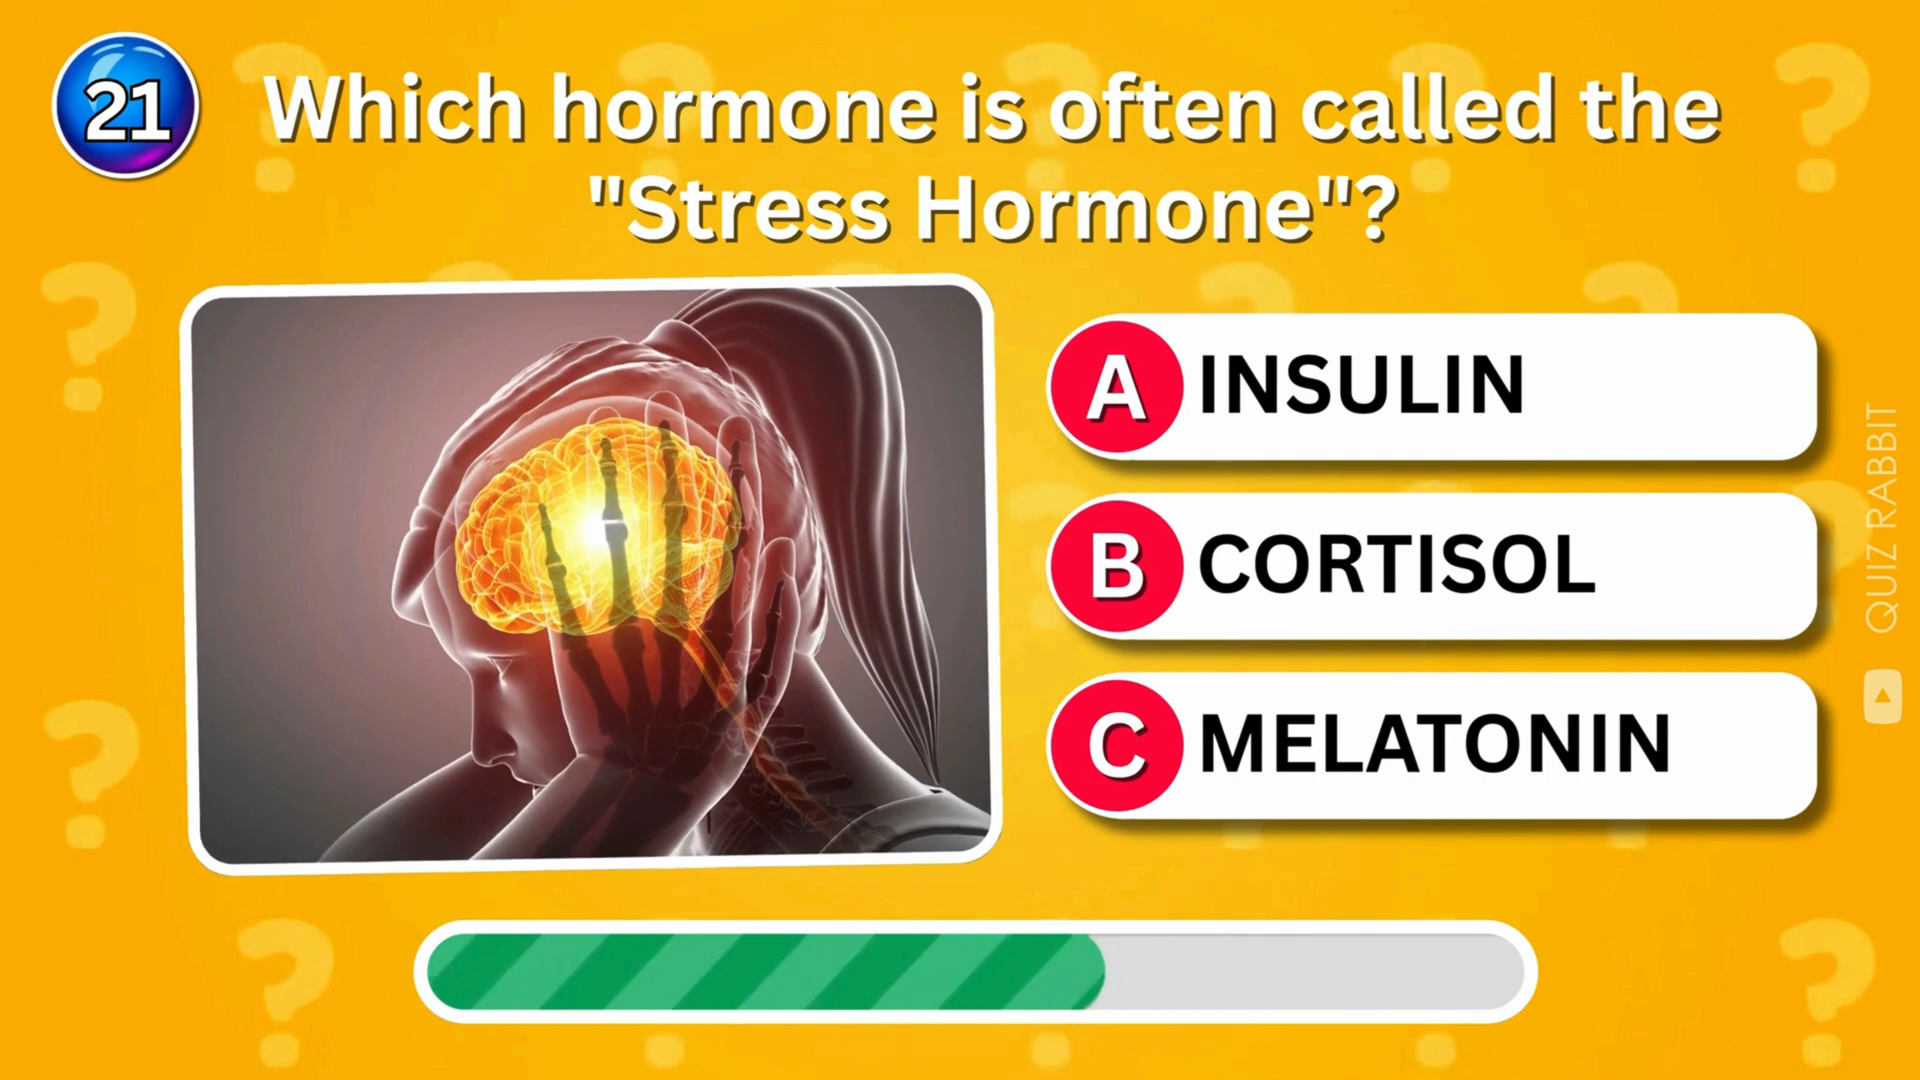 21
Which hormone is often called the
"Stress Hormone"?
A INSULIN
B CORTISOL
C MELATONIN
QUIZ RABBIT